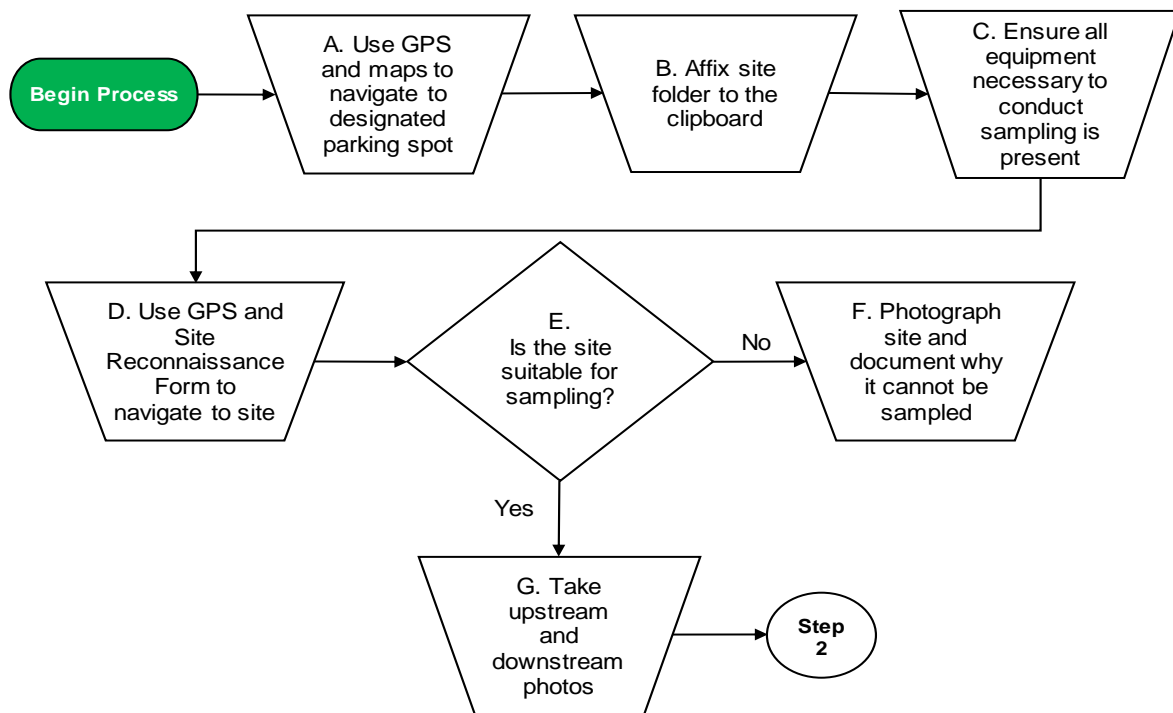 Begin Process
A. Use GPS
and maps to
navigate to
designated
parking spot
B. Affix site
folder to the
clipboard
C. Ensure all
equipment
necessary to
conduct
sampling is
present
D. Use GPS and
Site
Reconnaissance
Form to
navigate to site
E.
Is the site
suitable for
sampling?
No
F. Photograph
site and
document why
it cannot be
sampled
Yes
G. Take
upstream
and
downstream
photos
Step
2